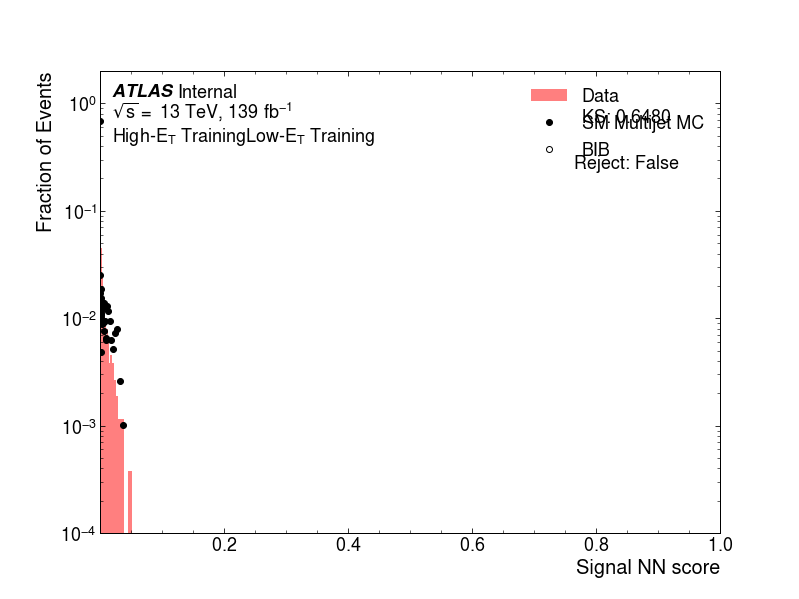 ATLAS Internal
√s = 13 TeV, 139 fb⁻¹
High-E_T TrainingLow-E_T Training
Data
KS: 0.6480
SM Multijet MC
BIB
Reject: False
Fraction of Events
10⁰
10⁻¹
10⁻²
10⁻³
10⁻⁴
0.2 0.4 0.6 0.8 1.0
Signal NN score